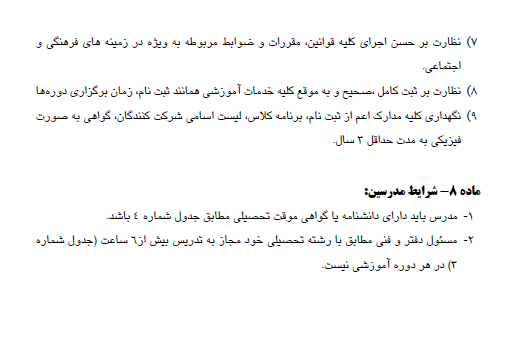 ۷) نظارت بر حسن اجرای کلیه قوانین، مقررات و ضوابط مربوطه به ویژه در زمینه های فرهنگی و
اجتماعی.
۸) نظارت بر ثبت کامل ،صحیح و به موقع کلیه خدمات آموزشی همانند ثبت نام، زمان برگزاری دوره‌ها
۹) نگهداری کلیه مدارک اعم از ثبت نام، برنامه کلاس، لیست اسامی شرکت کنندگان، گواهی به صورت
فیزیکی به مدت حداقل ۳ سال.
ماده ۸– شرایط مدرسین:
۱- مدرس باید دارای دانشنامه یا گواهی موقت تحصیلی مطابق جدول شماره ٤ باشد.
۲- مسئول دفتر و فنی مطابق با رشته تحصیلی خود مجاز به تدریس بیش از٦ ساعت (جدول شماره
۳) در هر دوره آموزشی نیست.